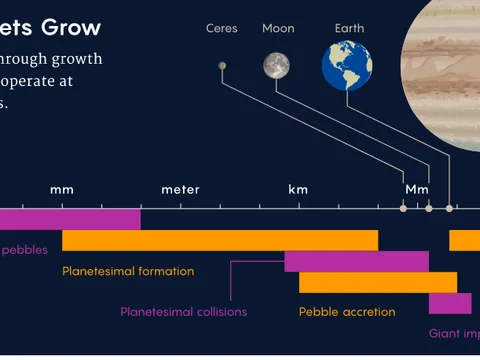 ets Grow
hrough growth
operate at
s.
Ceres
Moon
Earth
mm
meter
km
Mm
pebbles
Planetesimal formation
Planetesimal collisions
Pebble accretion
Giant imp